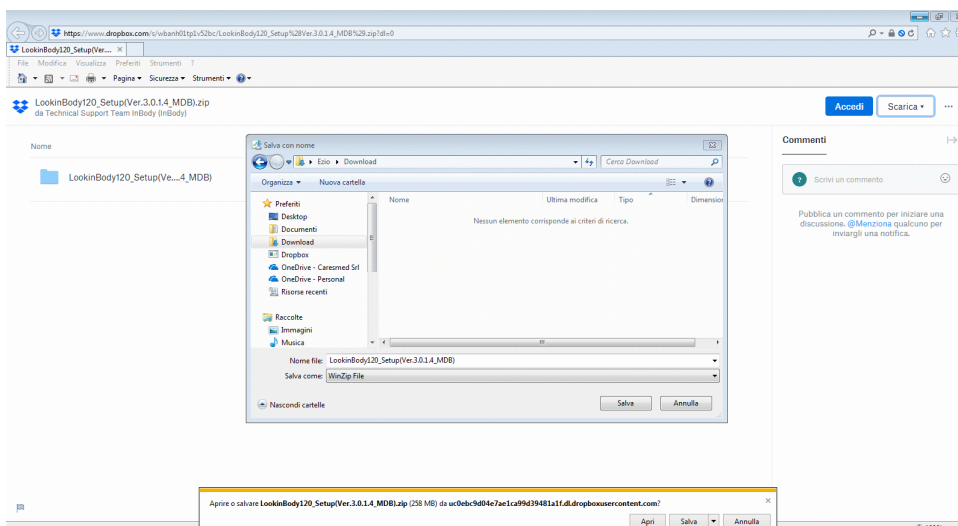 https://www.dropbox.com/s/wbanh01tp1v52bc/LookinBody120_Setup%28Ver.3.0.1.4_MDB%29.zip?dl=0
LookinBody120_Setup(Ver....
File Modifica Visualizza Preferiti Strumenti ?
Pagina Sicurezza Strumenti
LookinBody120_Setup(Ver.3.0.1.4_MDB).zip
da Technical Support Team InBody (InBody)
Accedi
Scarica
Nome
LookinBody120_Setup(Ve....4_MDB)
Salva con nome
Ezio Download
Cerca Download
Organizza Nuova cartella
Preferiti
Desktop
Documenti
Download
Dropbox
OneDrive - Caresmed Srl
OneDrive - Personal
Risorse recenti
Raccolte
Immagini
Musica
Nome Ultima modifica Tipo Dimension
Nessun elemento corrisponde ai criteri di ricerca.
Nome file: LookinBody120_Setup(Ver.3.0.1.4_MDB)
Salva come: WinZip File
Nascondi cartelle
Salva
Annulla
Commenti
?
Scrivi un commento
Pubblica un commento per iniziare una
discussione. @Menziona qualcuno per
inviargli una notifica.
Aprire o salvare LookinBody120_Setup(Ver.3.0.1.4_MDB).zip (258 MB) da uc0ebc9d04e7ae1ca99d39481a1f.dl.dropboxusercontent.com?
Apri Salva Annulla